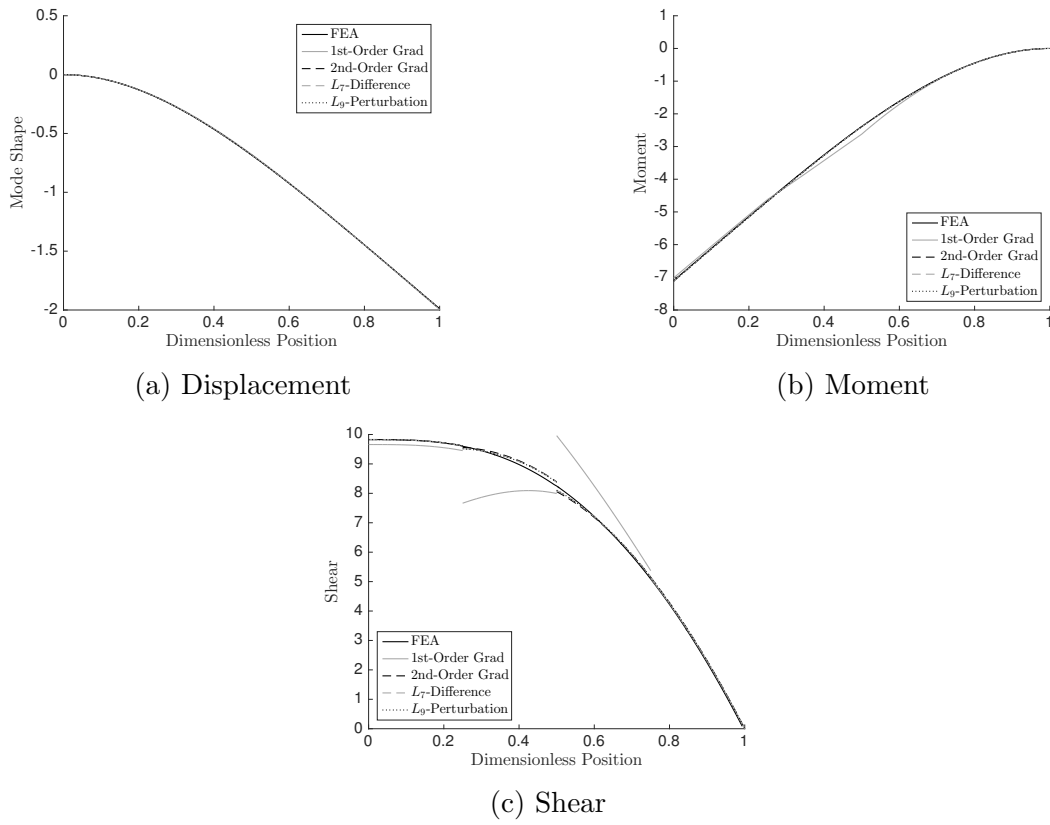 0.5
0
-0.5
-1
-1.5
-2
Mode Shape
0 0.2 0.4 0.6 0.8 1
Dimensionless Position
FEA
1st-Order Grad
2nd-Order Grad
L7-Difference
L9-Perturbation
(a) Displacement
1
0
-1
-2
-3
-4
-5
-6
-7
-8
Moment
0 0.2 0.4 0.6 0.8 1
Dimensionless Position
FEA
1st-Order Grad
2nd-Order Grad
L7-Difference
L9-Perturbation
(b) Moment
10
9
8
7
6
5
4
3
2
1
0
Shear
0 0.2 0.4 0.6 0.8 1
Dimensionless Position
FEA
1st-Order Grad
2nd-Order Grad
L7-Difference
L9-Perturbation
(c) Shear